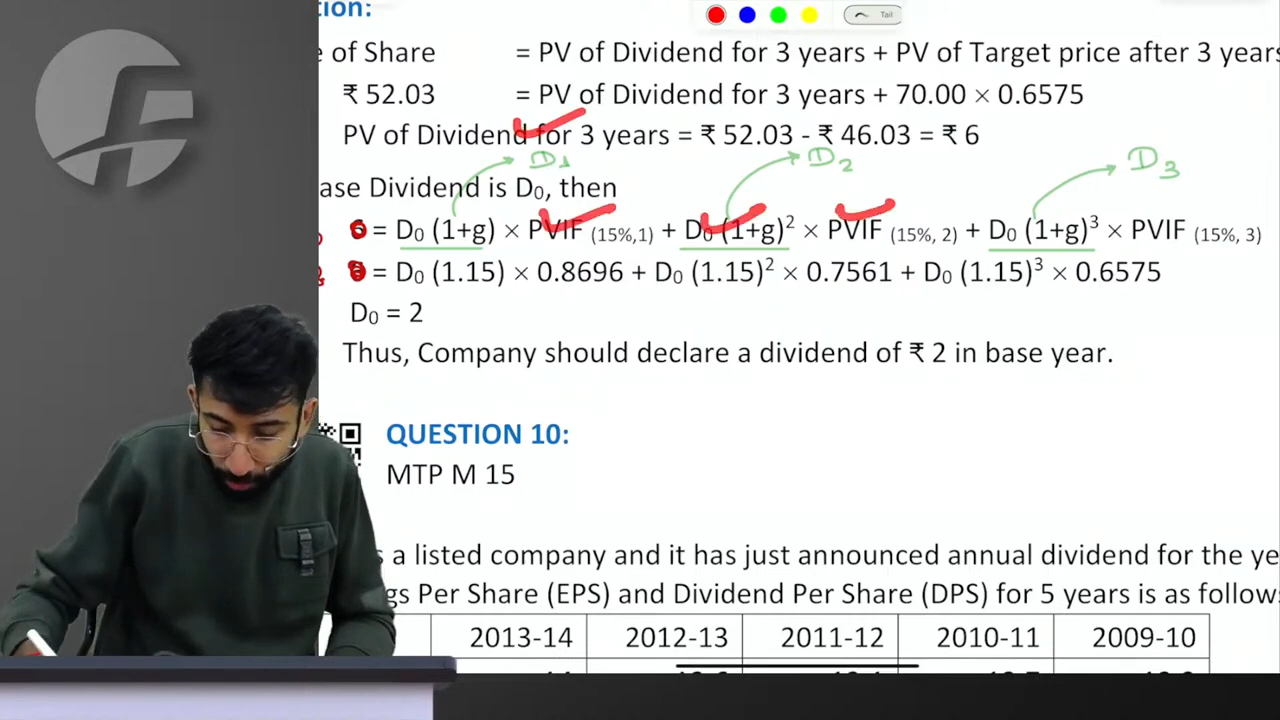 tion:
Tail
e of Share = PV of Dividend for 3 years + PV of Target price after 3 years
₹ 52.03 = PV of Dividend for 3 years + 70.00 × 0.6575
PV of Dividend for 3 years = ₹ 52.03 - ₹ 46.03 = ₹ 6
D1 D2 D3
ase Dividend is D₀, then
6 = D₀ (1+g) × PVIF (15%,1) + D₀ (1+g)² × PVIF (15%, 2) + D₀ (1+g)³ × PVIF (15%, 3)
= D₀ (1.15) × 0.8696 + D₀ (1.15)² × 0.7561 + D₀ (1.15)³ × 0.6575
D₀ = 2
Thus, Company should declare a dividend of ₹ 2 in base year.
QUESTION 10:
MTP M 15
s a listed company and it has just announced annual dividend for the ye
gs Per Share (EPS) and Dividend Per Share (DPS) for 5 years is as follows
2013-14 2012-13 2011-12 2010-11 2009-10